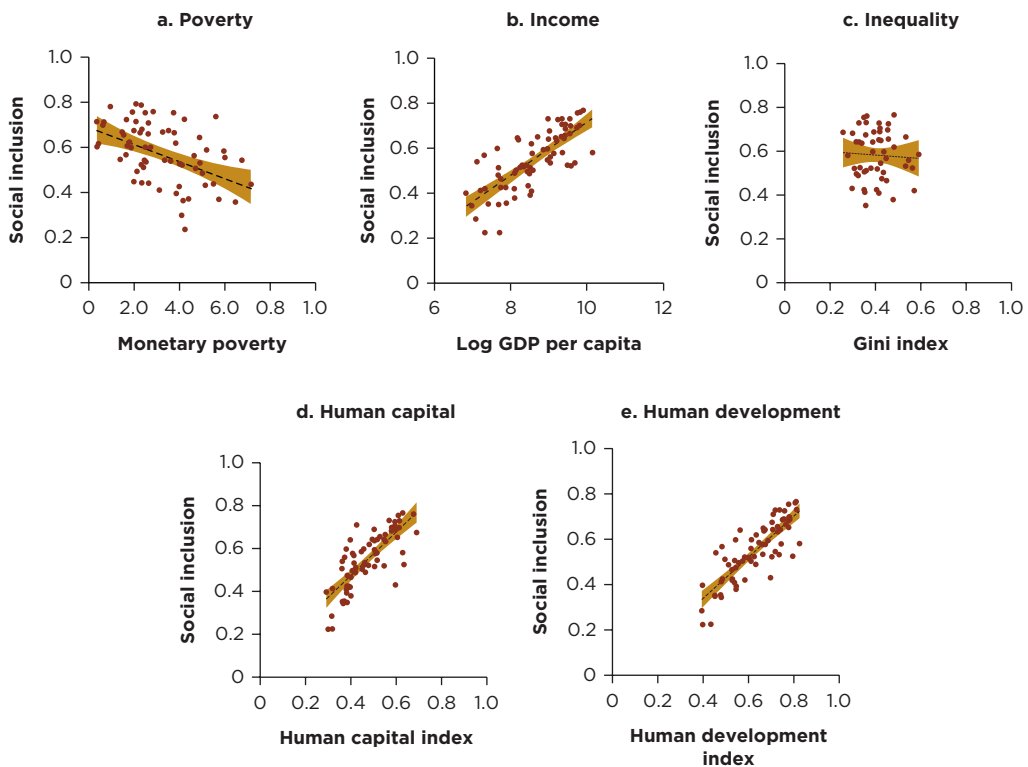 a. Poverty
Social inclusion
1.0
0.8
0.6
0.4
0.2
0
0 2.0 4.0 6.0 8.0 1.0
Monetary poverty
b. Income
Social inclusion
1.0
0.8
0.6
0.4
0.2
0
6 8 10 12
Log GDP per capita
c. Inequality
Social inclusion
1.0
0.8
0.6
0.4
0.2
0
0 0.2 0.4 0.6 0.8 1.0
Gini index
d. Human capital
Social inclusion
1.0
0.8
0.6
0.4
0.2
0
0 0.2 0.4 0.6 0.8 1.0
Human capital index
e. Human development
Social inclusion
1.0
0.8
0.6
0.4
0.2
0
0 0.2 0.4 0.6 0.8 1.0
Human development
index